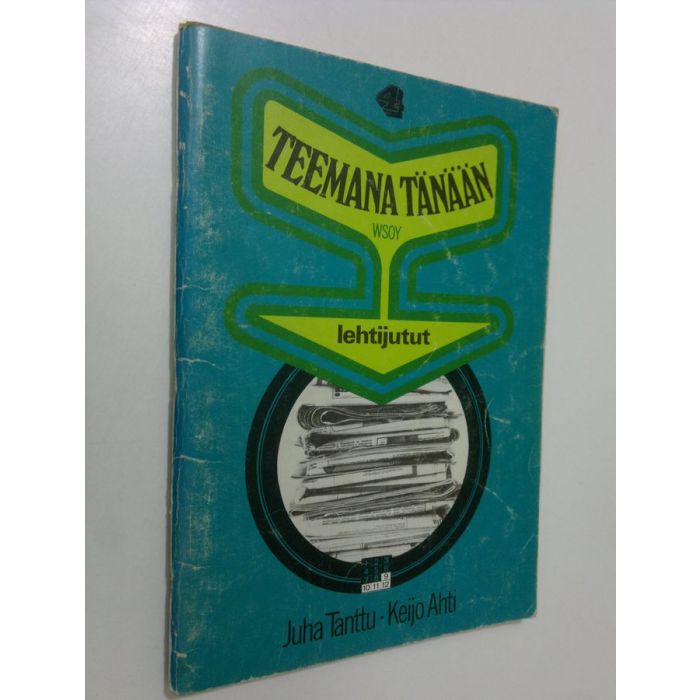 4
TEEMANA TÄNÄÄN
WSOY
lehtijutut
9
10 11 12
Juha Tanttu · Keijo Ahti